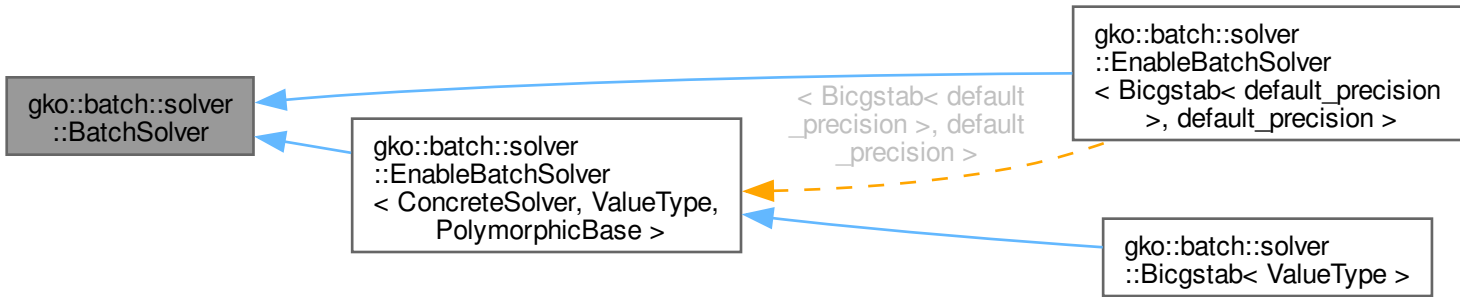 gko::batch::solver
::BatchSolver
gko::batch::solver
::EnableBatchSolver
< ConcreteSolver, ValueType,
PolymorphicBase >
< Bicgstab< default
_precision >, default
_precision >
gko::batch::solver
::EnableBatchSolver
< Bicgstab< default_precision
>, default_precision >
gko::batch::solver
::Bicgstab< ValueType >